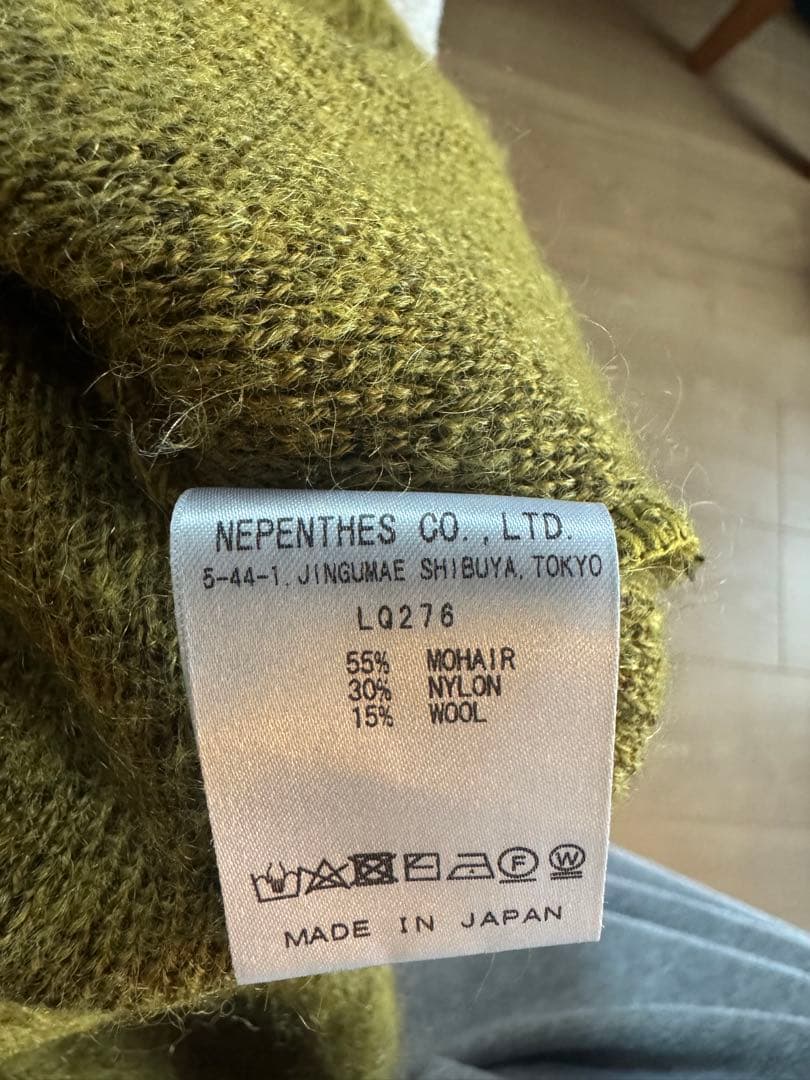 NEPENTHES CO., LTD.
5-44-1, JINGUMAE SHIBUYA, TOKYO
LQ276
55% MOHAIR
30% NYLON
15% WOOL
F W
MADE IN JAPAN